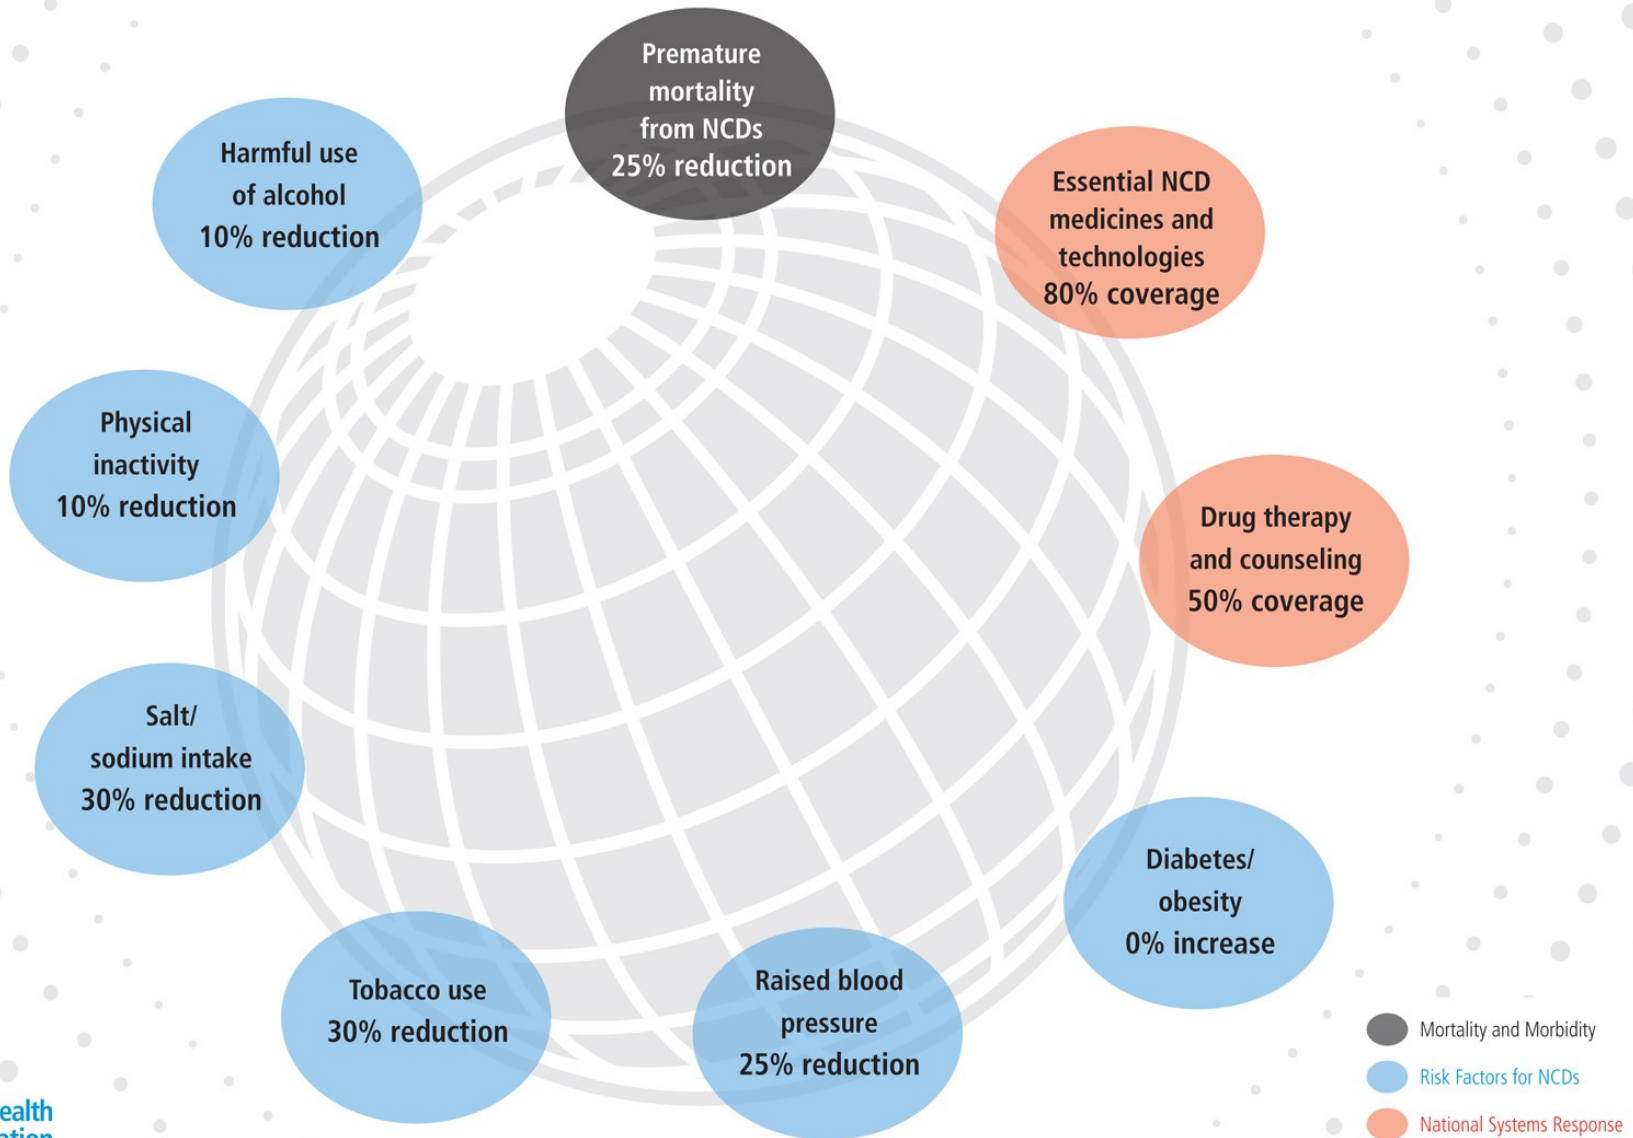 Premature
mortality
from NCDs
25% reduction
Harmful use
of alcohol
10% reduction
Essential NCD
medicines and
technologies
80% coverage
Physical
inactivity
10% reduction
Drug therapy
and counseling
50% coverage
Salt/
sodium intake
30% reduction
Diabetes/
obesity
0% increase
Tobacco use
30% reduction
Raised blood
pressure
25% reduction
Mortality and Morbidity
Risk Factors for NCDs
National Systems Response